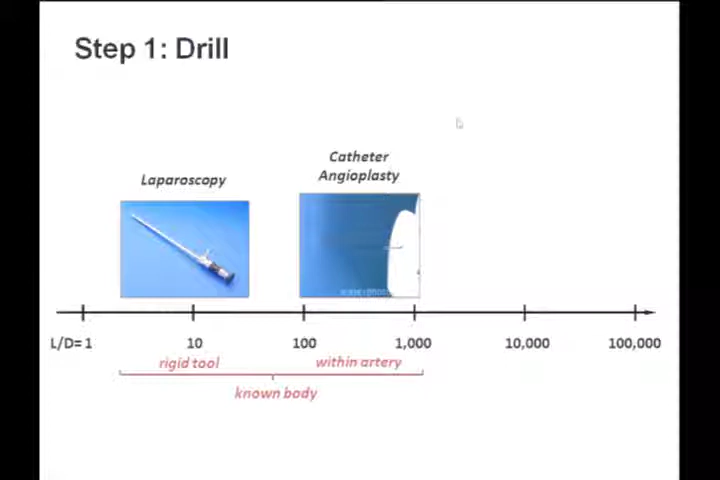 Step 1: Drill
Laparoscopy
Catheter
Angioplasty
L/D= 1
10
100
1,000
10,000
100,000
rigid tool
within artery
known body